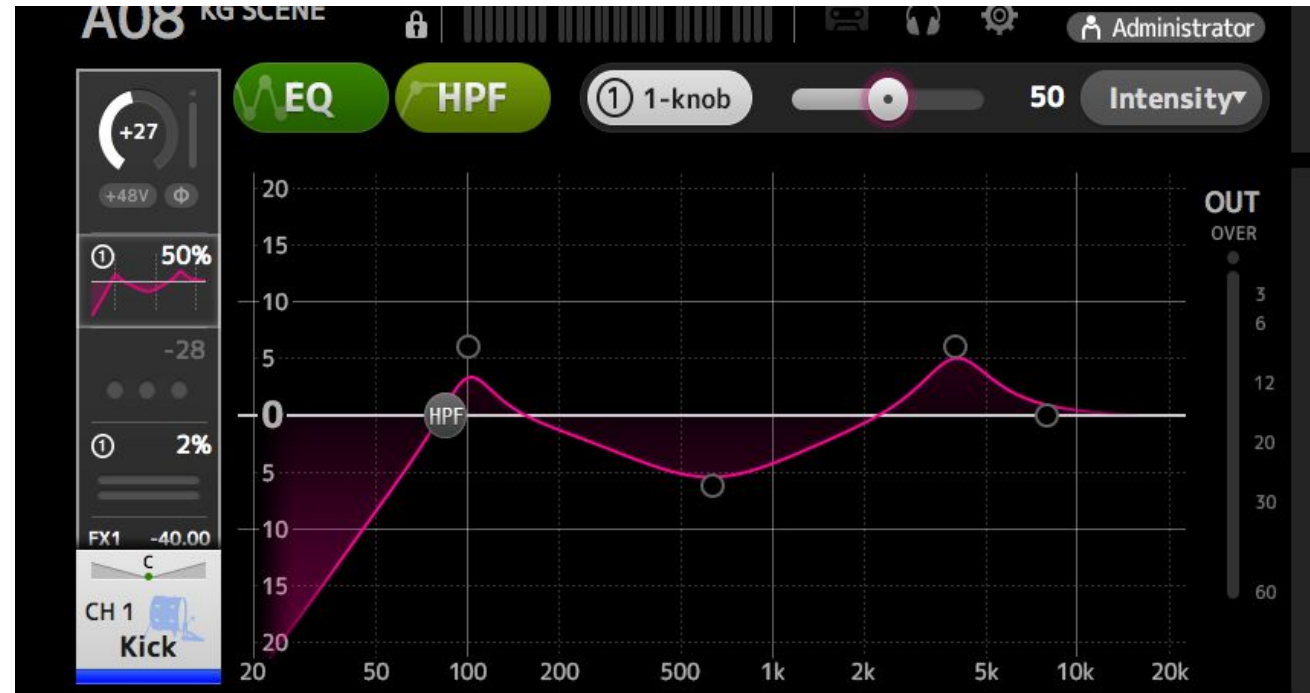 A08 KG SCENE
Administrator
EQ
HPF
1 1-knob
50
Intensity
+27
+48V Φ
1 50%
-28
1 2%
FX1 -40.00
C
CH 1
Kick
20
15
10
5
0
5
10
15
20
HPF
20 50 100 200 500 1k 2k 5k 10k 20k
OUT
OVER
3
6
12
20
30
60